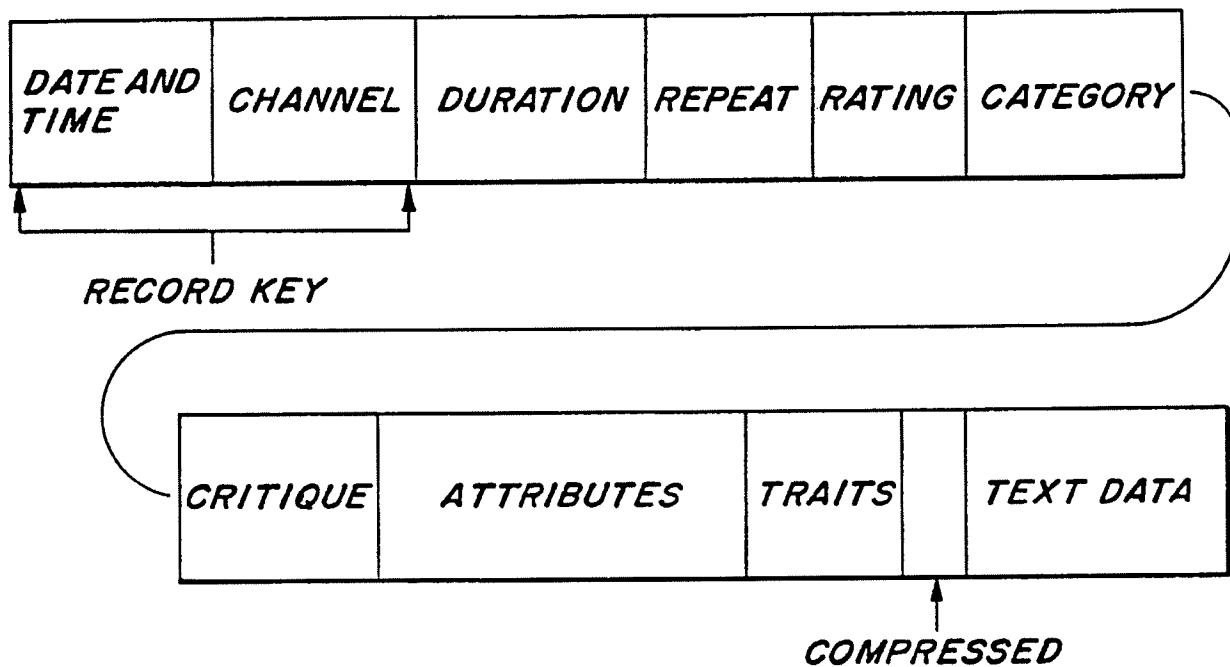 DATE AND
TIME
CHANNEL
DURATION
REPEAT
RATING
CATEGORY
RECORD KEY
CRITIQUE
ATTRIBUTES
TRAITS
TEXT DATA
COMPRESSED